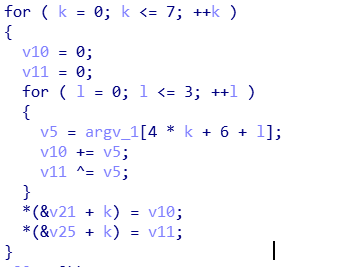 for ( k = 0; k <= 7; ++k )
{
v10 = 0;
v11 = 0;
for ( l = 0; l <= 3; ++l )
{
v5 = argv_1[4 * k + 6 + l];
v10 += v5;
v11 ^= v5;
}
*(&v21 + k) = v10;
*(&v25 + k) = v11;
}